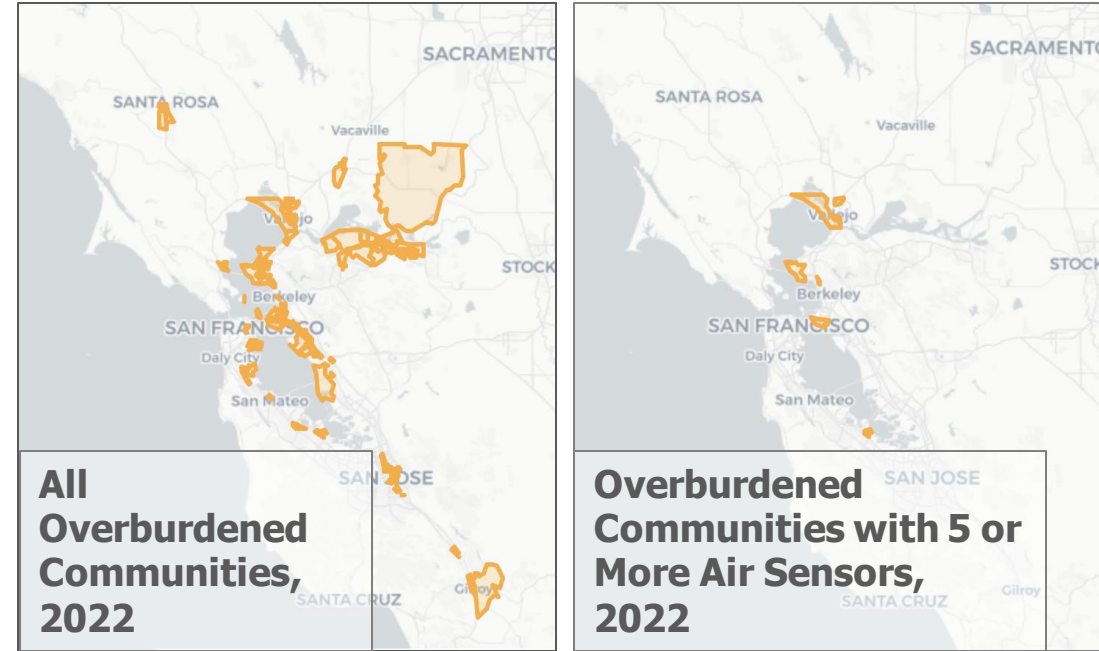 SACRAMENTO
SANTA ROSA
Vacaville
Vallejo
STOCK
Berkeley
SAN FRANCISCO
Daly City
San Mateo
SAN JOSE
Gilroy
SANTA CRUZ
All
Overburdened
Communities,
2022
SACRAMENTO
SANTA ROSA
Vacaville
Vallejo
STOCK
Berkeley
SAN FRANCISCO
Daly City
San Mateo
SAN JOSE
Gilroy
SANTA CRUZ
Overburdened
Communities with 5 or
More Air Sensors,
2022